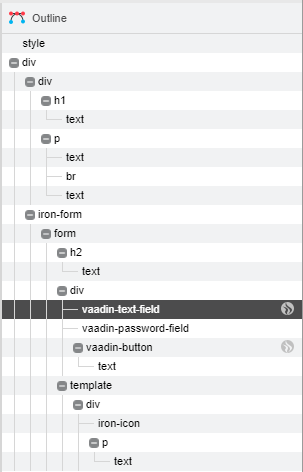 Outline
style
div
div
h1
text
p
text
br
text
iron-form
form
h2
text
div
vaadin-text-field
vaadin-password-field
vaadin-button
text
template
div
iron-icon
p
text